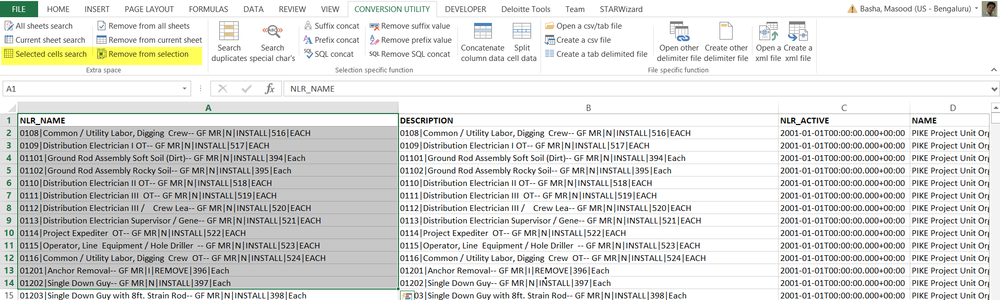 FILE HOME INSERT PAGE LAYOUT FORMULAS DATA REVIEW VIEW CONVERSION UTILITY DEVELOPER Deloitte Tools Team STARWizard Basha, Masood (US - Bengaluru)
All sheets search Remove from all sheets Suffix concat Remove suffix value Open a csv/tab file
Current sheet search Remove from current sheet Prefix concat Remove prefix value Create a csv file
Selected cells search Remove from selection SQL concat Remove SQL concat Create a tab delimited file
Search duplicates Search special char's Concatenate column data Split cell data Open other delimiter file Create other delimiter file Open a xml file Create a xml file
Extra space Selection specific function File specific function
A1 fx NLR_NAME
A B C D
1 NLR_NAME DESCRIPTION NLR_ACTIVE NAME
2 0108|Common / Utility Labor, Digging  Crew-- GF MR|N|INSTALL|516|EACH 0108|Common / Utility Labor, Digging  Crew-- GF MR|N|INSTALL|516|EACH 2001-01-01T00:00:00.000+00:00 PIKE Project Unit Org
3 0109|Distribution Electrician I OT-- GF MR|N|INSTALL|517|EACH 0109|Distribution Electrician I OT-- GF MR|N|INSTALL|517|EACH 2001-01-01T00:00:00.000+00:00 PIKE Project Unit Org
4 01101|Ground Rod Assembly Soft Soil (Dirt)-- GF MR|N|INSTALL|394|Each 01101|Ground Rod Assembly Soft Soil (Dirt)-- GF MR|N|INSTALL|394|Each 2001-01-01T00:00:00.000+00:00 PIKE Project Unit Org
5 01102|Ground Rod Assembly Rocky Soil-- GF MR|N|INSTALL|395|Each 01102|Ground Rod Assembly Rocky Soil-- GF MR|N|INSTALL|395|Each 2001-01-01T00:00:00.000+00:00 PIKE Project Unit Org
6 0110|Distribution Electrician II OT-- GF MR|N|INSTALL|518|EACH 0110|Distribution Electrician II OT-- GF MR|N|INSTALL|518|EACH 2001-01-01T00:00:00.000+00:00 PIKE Project Unit Org
7 0111|Distribution Electrician III  OT-- GF MR|N|INSTALL|519|EACH 0111|Distribution Electrician III  OT-- GF MR|N|INSTALL|519|EACH 2001-01-01T00:00:00.000+00:00 PIKE Project Unit Org
8 0112|Distribution Electrician III /    Crew Lea-- GF MR|N|INSTALL|520|EACH 0112|Distribution Electrician III /    Crew Lea-- GF MR|N|INSTALL|520|EACH 2001-01-01T00:00:00.000+00:00 PIKE Project Unit Org
9 0113|Distribution Electrician Supervisor / Gene-- GF MR|N|INSTALL|521|EACH 0113|Distribution Electrician Supervisor / Gene-- GF MR|N|INSTALL|521|EACH 2001-01-01T00:00:00.000+00:00 PIKE Project Unit Org
10 0114|Project Expediter  OT-- GF MR|N|INSTALL|522|EACH 0114|Project Expediter  OT-- GF MR|N|INSTALL|522|EACH 2001-01-01T00:00:00.000+00:00 PIKE Project Unit Org
11 0115|Operator, Line  Equipment / Hole Driller  -- GF MR|N|INSTALL|523|EACH 0115|Operator, Line  Equipment / Hole Driller  -- GF MR|N|INSTALL|523|EACH 2001-01-01T00:00:00.000+00:00 PIKE Project Unit Org
12 0116|Common / Utility Labor, Digging  Crew  OT-- GF MR|N|INSTALL|524|EACH 0116|Common / Utility Labor, Digging  Crew  OT-- GF MR|N|INSTALL|524|EACH 2001-01-01T00:00:00.000+00:00 PIKE Project Unit Org
13 01201|Anchor Removal-- GF MR|I|REMOVE|396|Each 01201|Anchor Removal-- GF MR|I|REMOVE|396|Each 2001-01-01T00:00:00.000+00:00 PIKE Project Unit Org
14 01202|Single Down Guy-- GF MR|N|INSTALL|397|Each 01202|Single Down Guy-- GF MR|N|INSTALL|397|Each 2001-01-01T00:00:00.000+00:00 PIKE Project Unit Org
15 01203|Single Down Guy with 8ft. Strain Rod-- GF MR|N|INSTALL|398|Each 03|Single Down Guy with 8ft. Strain Rod-- GF MR|N|INSTALL|398|Each 2001-01-01T00:00:00.000+00:00 PIKE Project Unit Org